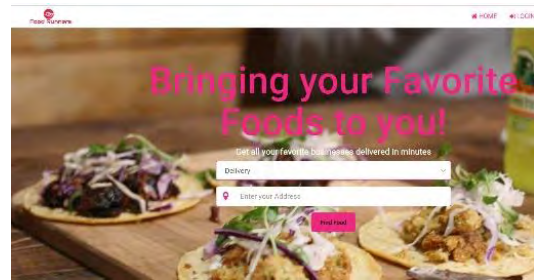 Food Runners
HOME
LOGIN
Bringing your Favorite
Foods to you!
Get all your favorite businesses delivered in minutes
Delivery
Enter your Address
Find Food